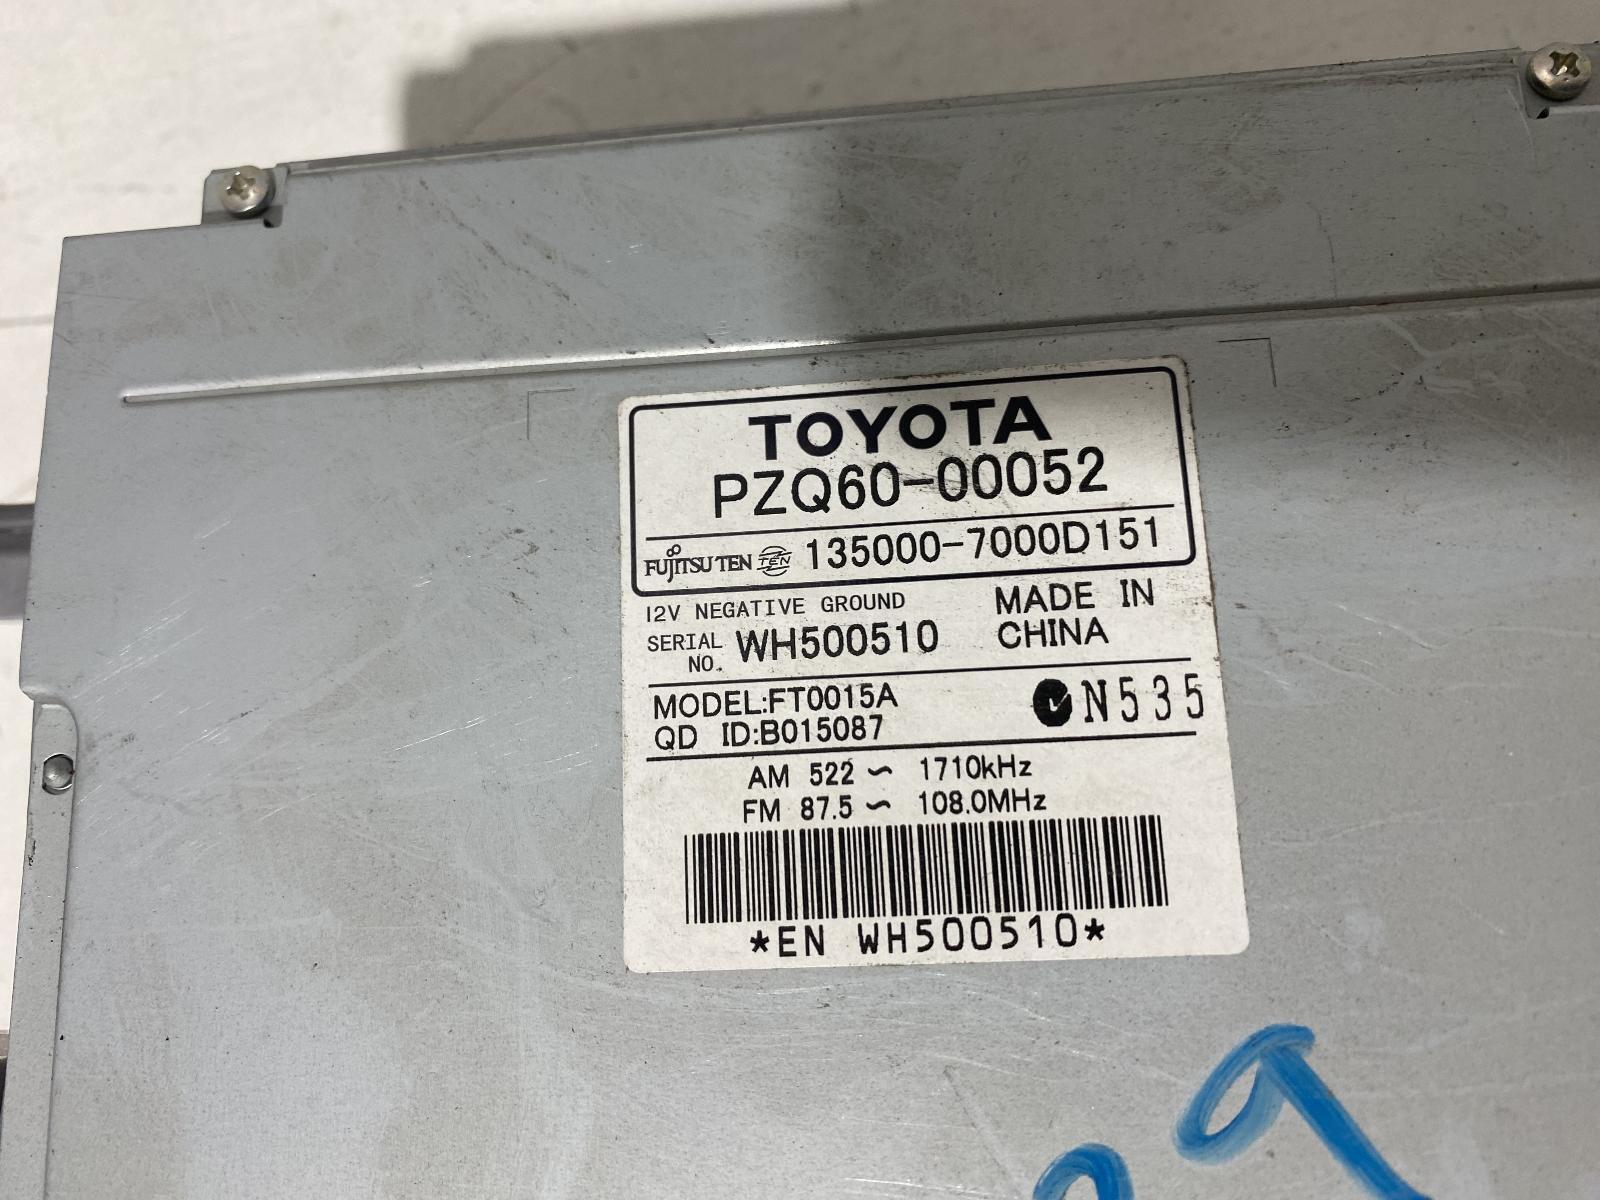 TOYOTA
PZQ60-00052
FUJITSU TEN TEN 135000-7000D151
12V NEGATIVE GROUND
MADE IN
CHINA
SERIAL
NO. WH500510
MODEL:FT0015A
QD ID:B015087
N535
AM 522 ~ 1710kHz
FM 87.5 ~ 108.0MHz
*EN WH500510*